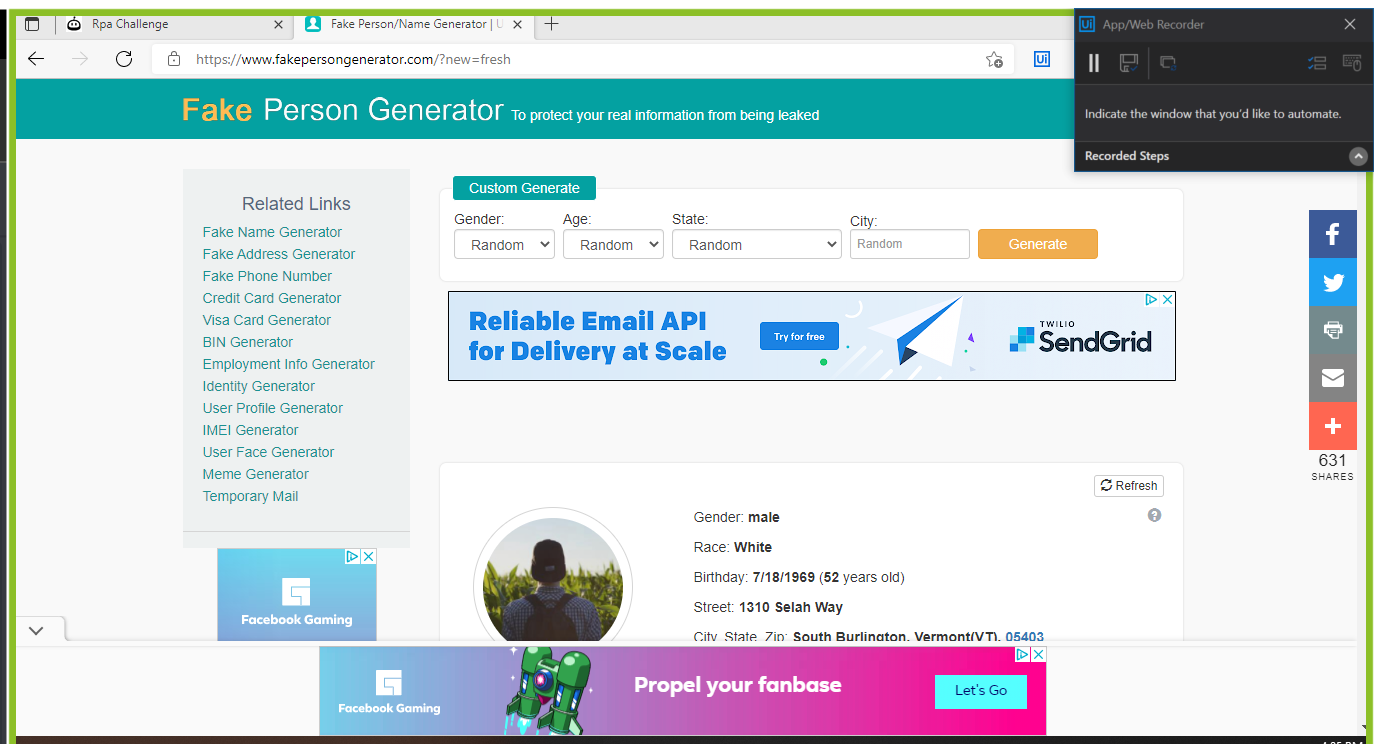 Rpa Challenge
Fake Person/Name Generator | U
https://www.fakepersongenerator.com/?new=fresh
Ui
Ui App/Web Recorder
Indicate the window that you'd like to automate.
Recorded Steps
Fake Person Generator To protect your real information from being leaked
Related Links
Fake Name Generator
Fake Address Generator
Fake Phone Number
Credit Card Generator
Visa Card Generator
BIN Generator
Employment Info Generator
Identity Generator
User Profile Generator
IMEI Generator
User Face Generator
Meme Generator
Temporary Mail
Custom Generate
Gender: Age: State: City:
Random Random Random Random Generate
Reliable Email API
for Delivery at Scale
Try for free
TWILIO
SendGrid
631
SHARES
Refresh
Gender: male
Race: White
Birthday: 7/18/1969 (52 years old)
Street: 1310 Selah Way
City, State, Zip: South Burlington, Vermont(VT), 05403
Facebook Gaming
Facebook Gaming
Propel your fanbase
Let's Go